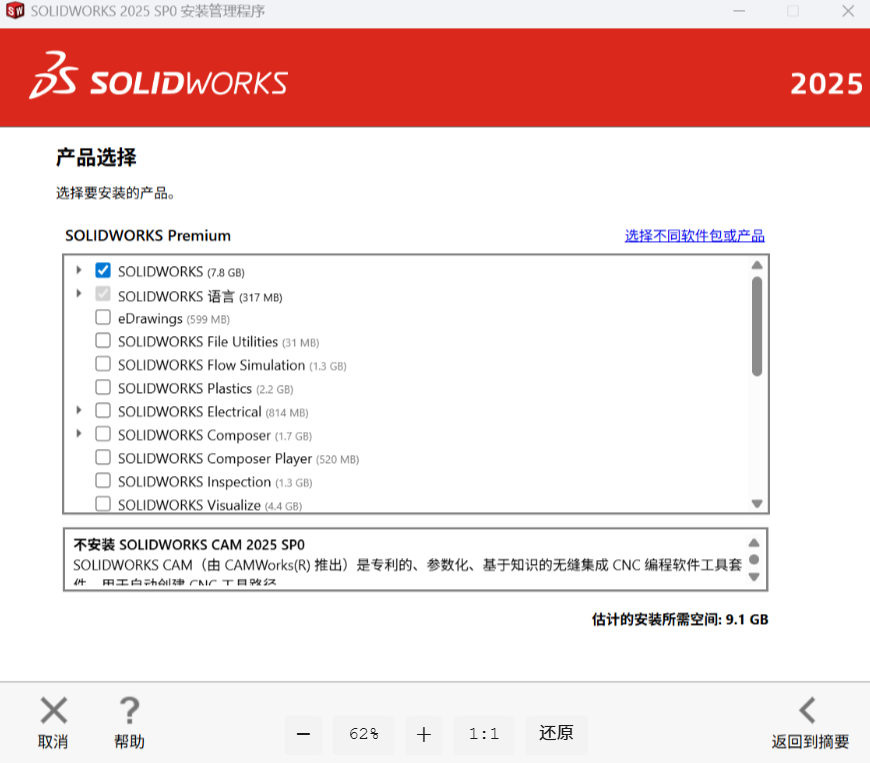 SOLIDWORKS 2025 SP0 安装管理程序
SOLIDWORKS
2025
产品选择
选择要安装的产品。
SOLIDWORKS Premium 选择不同软件包或产品
SOLIDWORKS (7.8 GB)
SOLIDWORKS 语言 (317 MB)
eDrawings (599 MB)
SOLIDWORKS File Utilities (31 MB)
SOLIDWORKS Flow Simulation (1.3 GB)
SOLIDWORKS Plastics (2.2 GB)
SOLIDWORKS Electrical (814 MB)
SOLIDWORKS Composer (1.7 GB)
SOLIDWORKS Composer Player (520 MB)
SOLIDWORKS Inspection (1.3 GB)
SOLIDWORKS Visualize (4.4 GB)
不安装 SOLIDWORKS CAM 2025 SP0
SOLIDWORKS CAM（由 CAMWorks(R) 推出）是专利的、参数化、基于知识的无缝集成 CNC 编程软件工具套
件，用于自动创建 CNC 工具路径
估计的安装所需空间: 9.1 GB
取消
? 帮助
− 62% + 1:1 还原
返回到摘要